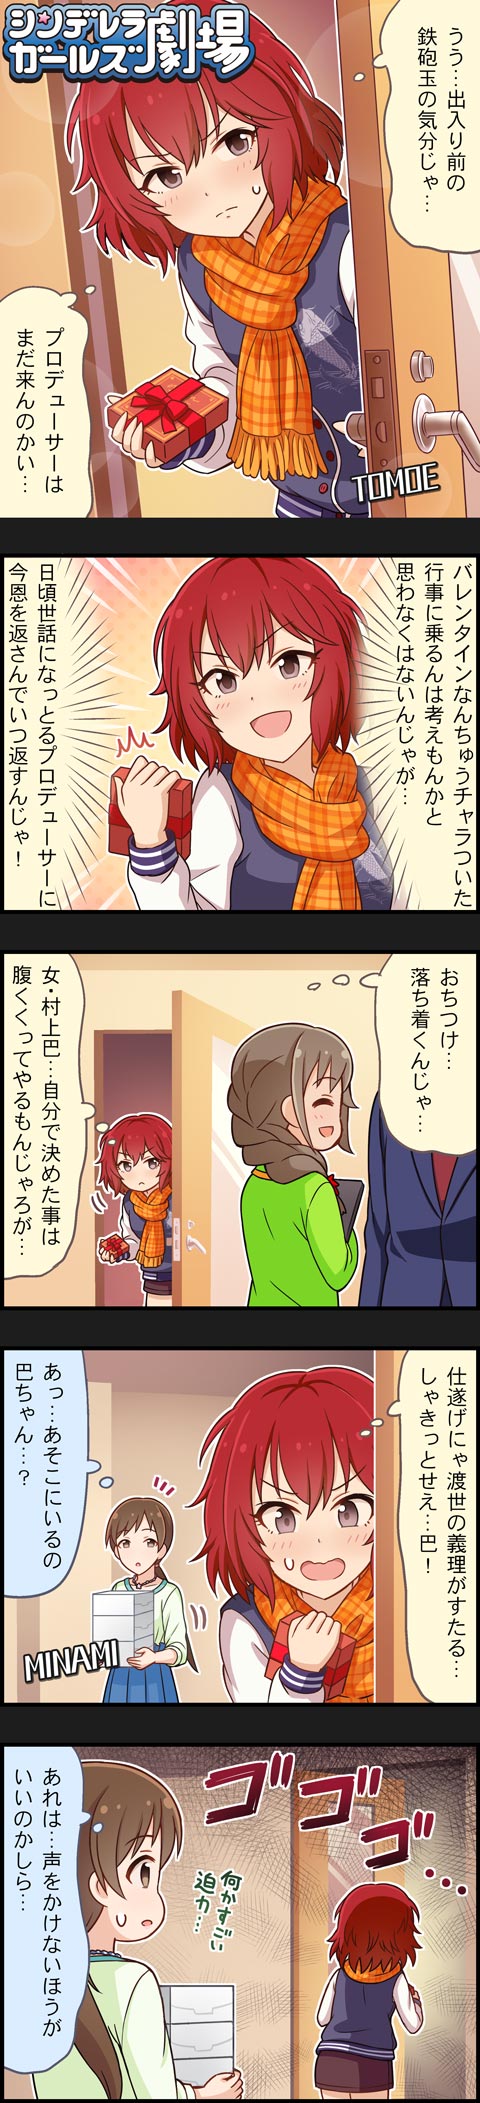 シンデレラ
ガールズ劇場
うう…出入り前の
鉄砲玉の気分じゃ…
プロデューサーは
まだ来んのかい…
TOMOE
バレンタインなんちゅうチャラついた
行事に乗るんは考えもんかと
思わなくはないんじゃが…
日頃世話になっとるプロデューサーに
今恩を返さんでいつ返すんじゃ！
おちつけ…
落ち着くんじゃ…
女・村上巴…自分で決めた事は
腹くくってやるもんじゃろが…
仕遂げにゃ渡世の義理がすたる…
しゃきっとせえ…巴！
あっ…あそこにいるの
巴ちゃん…？
MINAMI
ゴゴゴ…
何かすごい
迫力…
あれは…声をかけないほうが
いいのかしら…